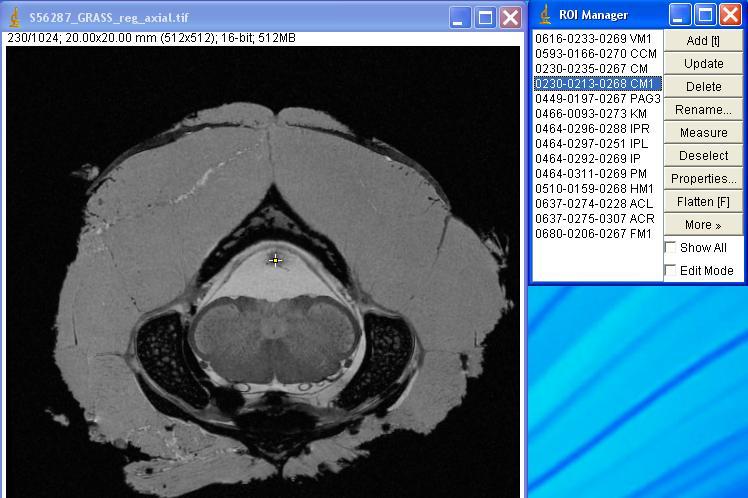 S56287_GRASS_reg_axial.tif
230/1024; 20.00x20.00 mm (512x512); 16-bit; 512MB
ROI Manager
0616-0233-0269 VM1
0593-0166-0270 CCM
0230-0235-0267 CM
0230-0213-0268 CM1
0449-0197-0267 PAG3
0466-0093-0273 KM
0464-0296-0288 IPR
0464-0297-0251 IPL
0464-0292-0269 IP
0464-0311-0269 PM
0510-0159-0268 HM1
0637-0274-0228 ACL
0637-0275-0307 ACR
0680-0206-0267 FM1
Add [t]
Update
Delete
Rename...
Measure
Deselect
Properties...
Flatten [F]
More »
Show All
Edit Mode